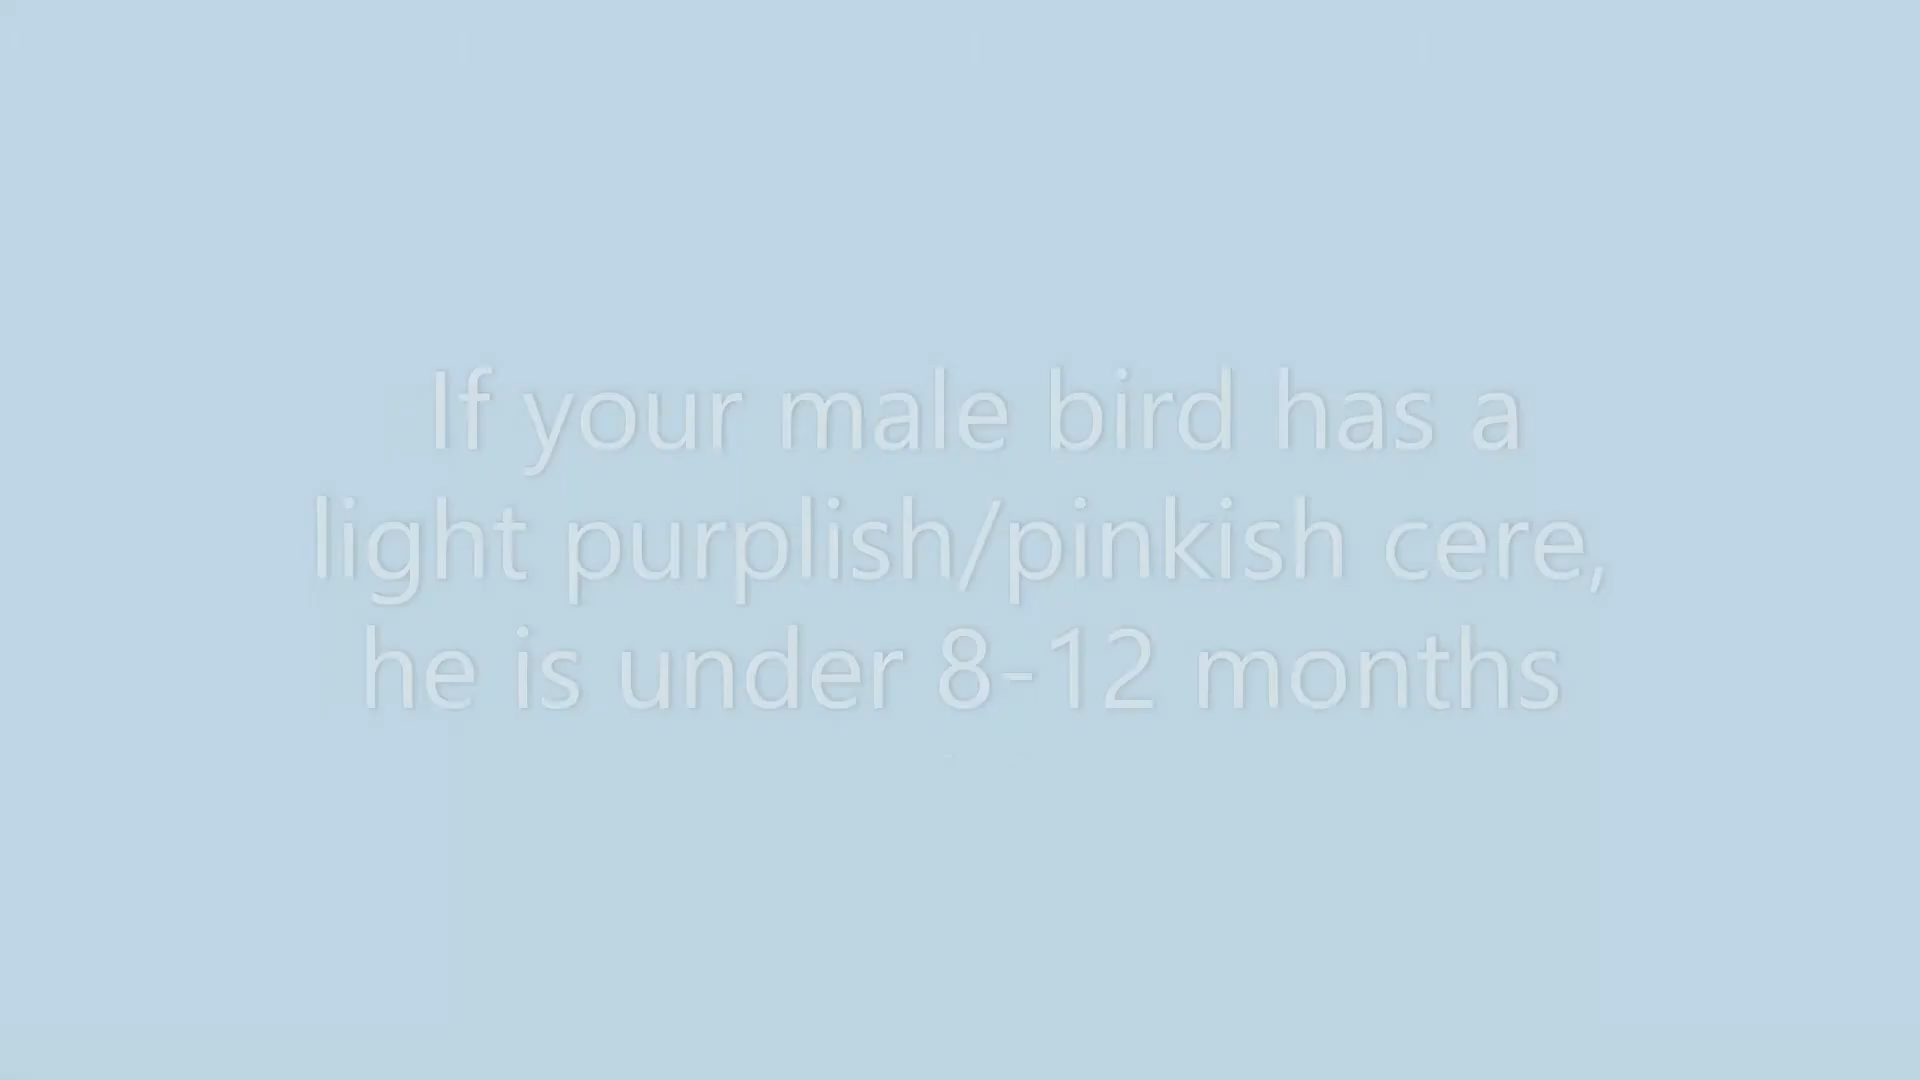 If your male bird has a
light purplish/pinkish cere,
he is under 8-12 months